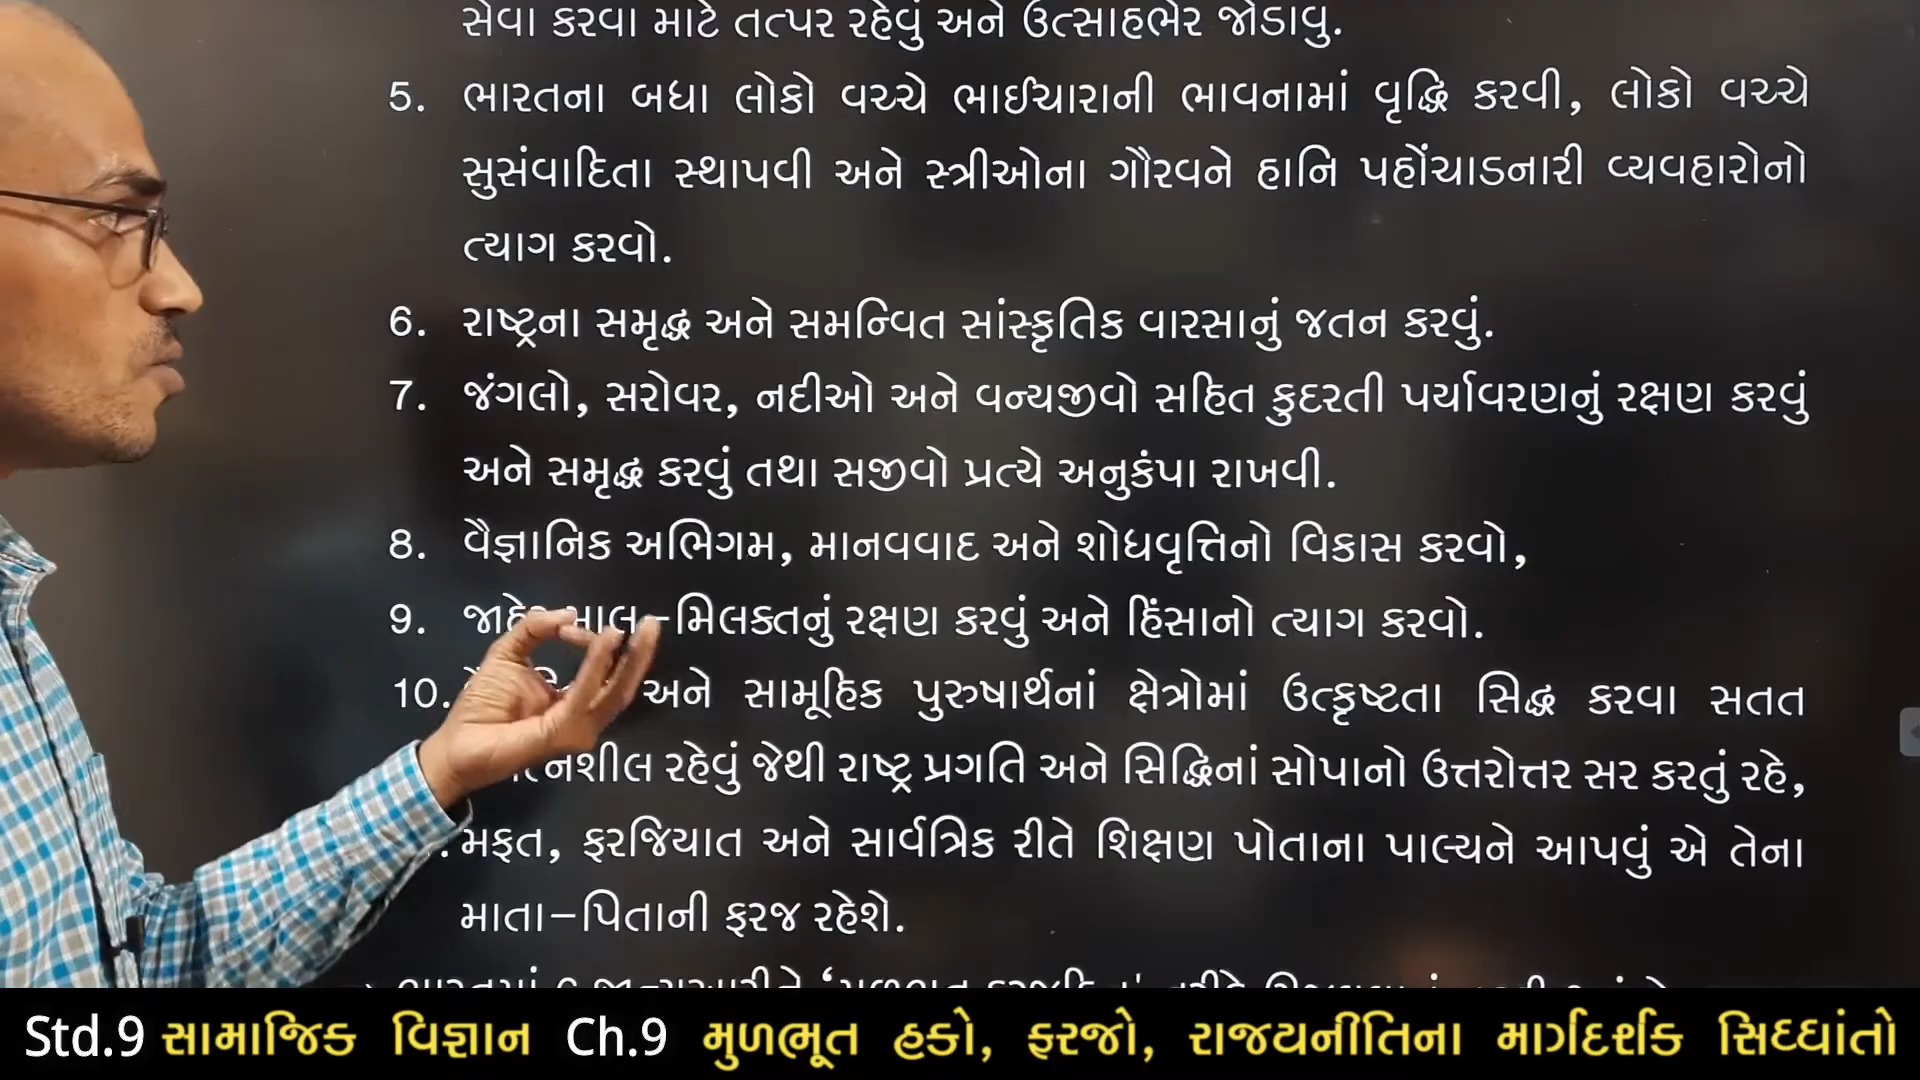 સેવા કરવા માટે તત્પર રહેવું અને ઉત્સાહભેર જોડાવુ.
5. ભારતના બધા લોકો વચ્ચે ભાઈચારાની ભાવનામાં વૃદ્ધિ કરવી, લોકો વચ્ચે
સુસંવાદિતા સ્થાપવી અને સ્ત્રીઓના ગૌરવને હાનિ પહોંચાડનારી વ્યવહારોનો
ત્યાગ કરવો.
6. રાષ્ટ્રના સમૃદ્ધ અને સમન્વિત સાંસ્કૃતિક વારસાનું જતન કરવું.
7. જંગલો, સરોવર, નદીઓ અને વન્યજીવો સહિત કુદરતી પર્યાવરણનું રક્ષણ કરવું
અને સમૃદ્ધ કરવું તથા સજીવો પ્રત્યે અનુકંપા રાખવી.
8. વૈજ્ઞાનિક અભિગમ, માનવવાદ અને શોધવૃત્તિનો વિકાસ કરવો,
9. માલ-મિલકતનું રક્ષણ કરવું અને હિંસાનો ત્યાગ કરવો.
10. અને સામૂહિક પુરુષાર્થનાં ક્ષેત્રોમાં ઉત્કૃષ્ટતા સિદ્ધ કરવા સતત
રહેવું જેથી રાષ્ટ્ર પ્રગતિ અને સિદ્ધિનાં સોપાનો ઉત્તરોત્તર સર કરતું રહે,
મફત, ફરજિયાત અને સાર્વત્રિક રીતે શિક્ષણ પોતાના પાલ્યને આપવું એ તેના
માતા-પિતાની ફરજ રહેશે.
Std.9 સામાજિક વિજ્ઞાન Ch.9 મુળભૂત હકો, ફરજો, રાજયનીતિના માર્ગદર્શક સિધ્ધાંતો